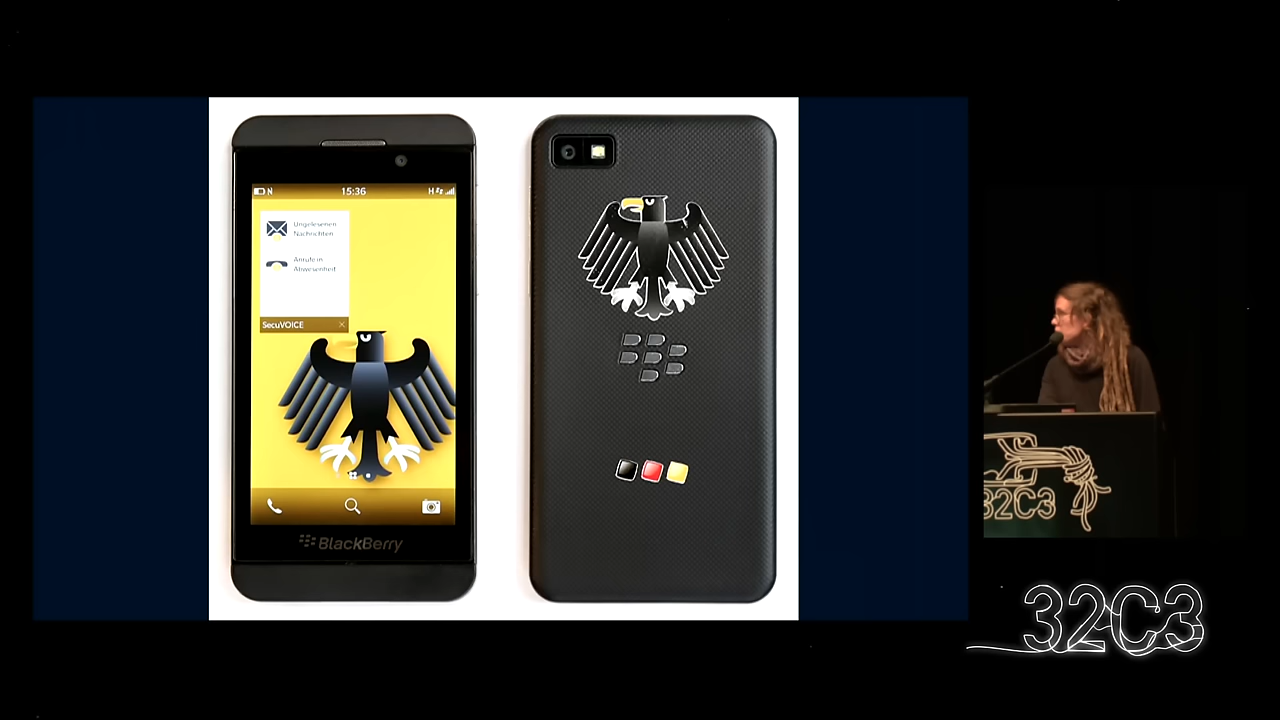 N
15:36
H
Ungelesenen
Nachrichten
Anrufe in
Abwesenheit
SecuVOICE
BlackBerry
32C3
32C3